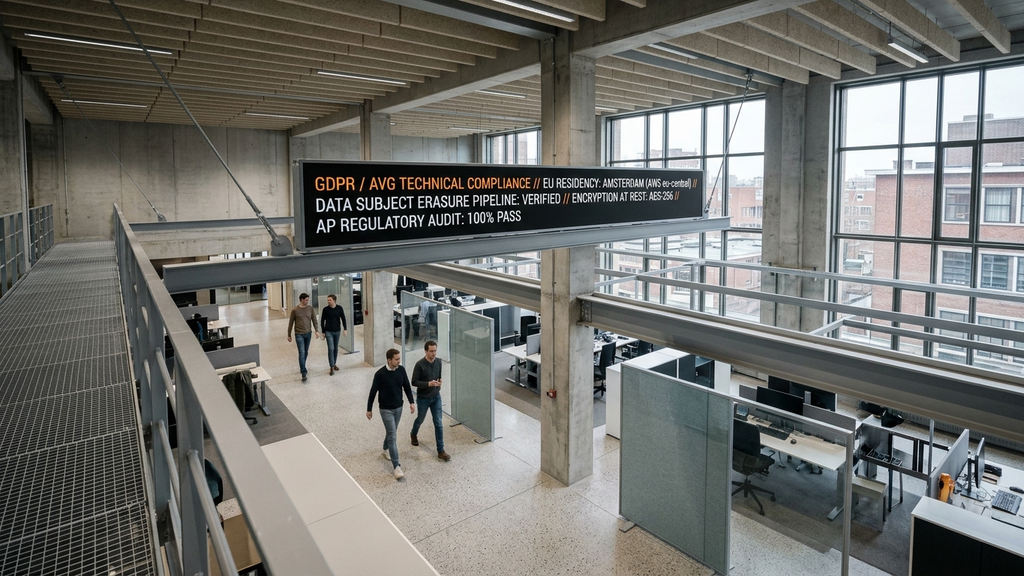 GDPR / AVG TECHNICAL COMPLIANCE // EU RESIDENCY: AMSTERDAM (AWS eo-central) //
DATA SUBJECT ERASURE PIPELINE: VERIFIED // ENCRYPTION AT REST: AES-256 //
AP REGULATORY AUDIT: 100% PASS